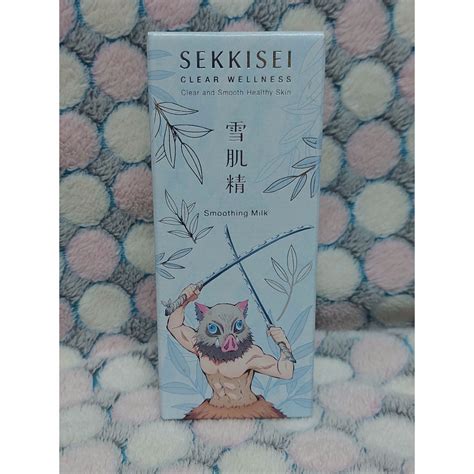 SEKKISEI
CLEAR WELLNESS
Clear and Smooth Healthy Skin
雪肌精
Smoothing Milk